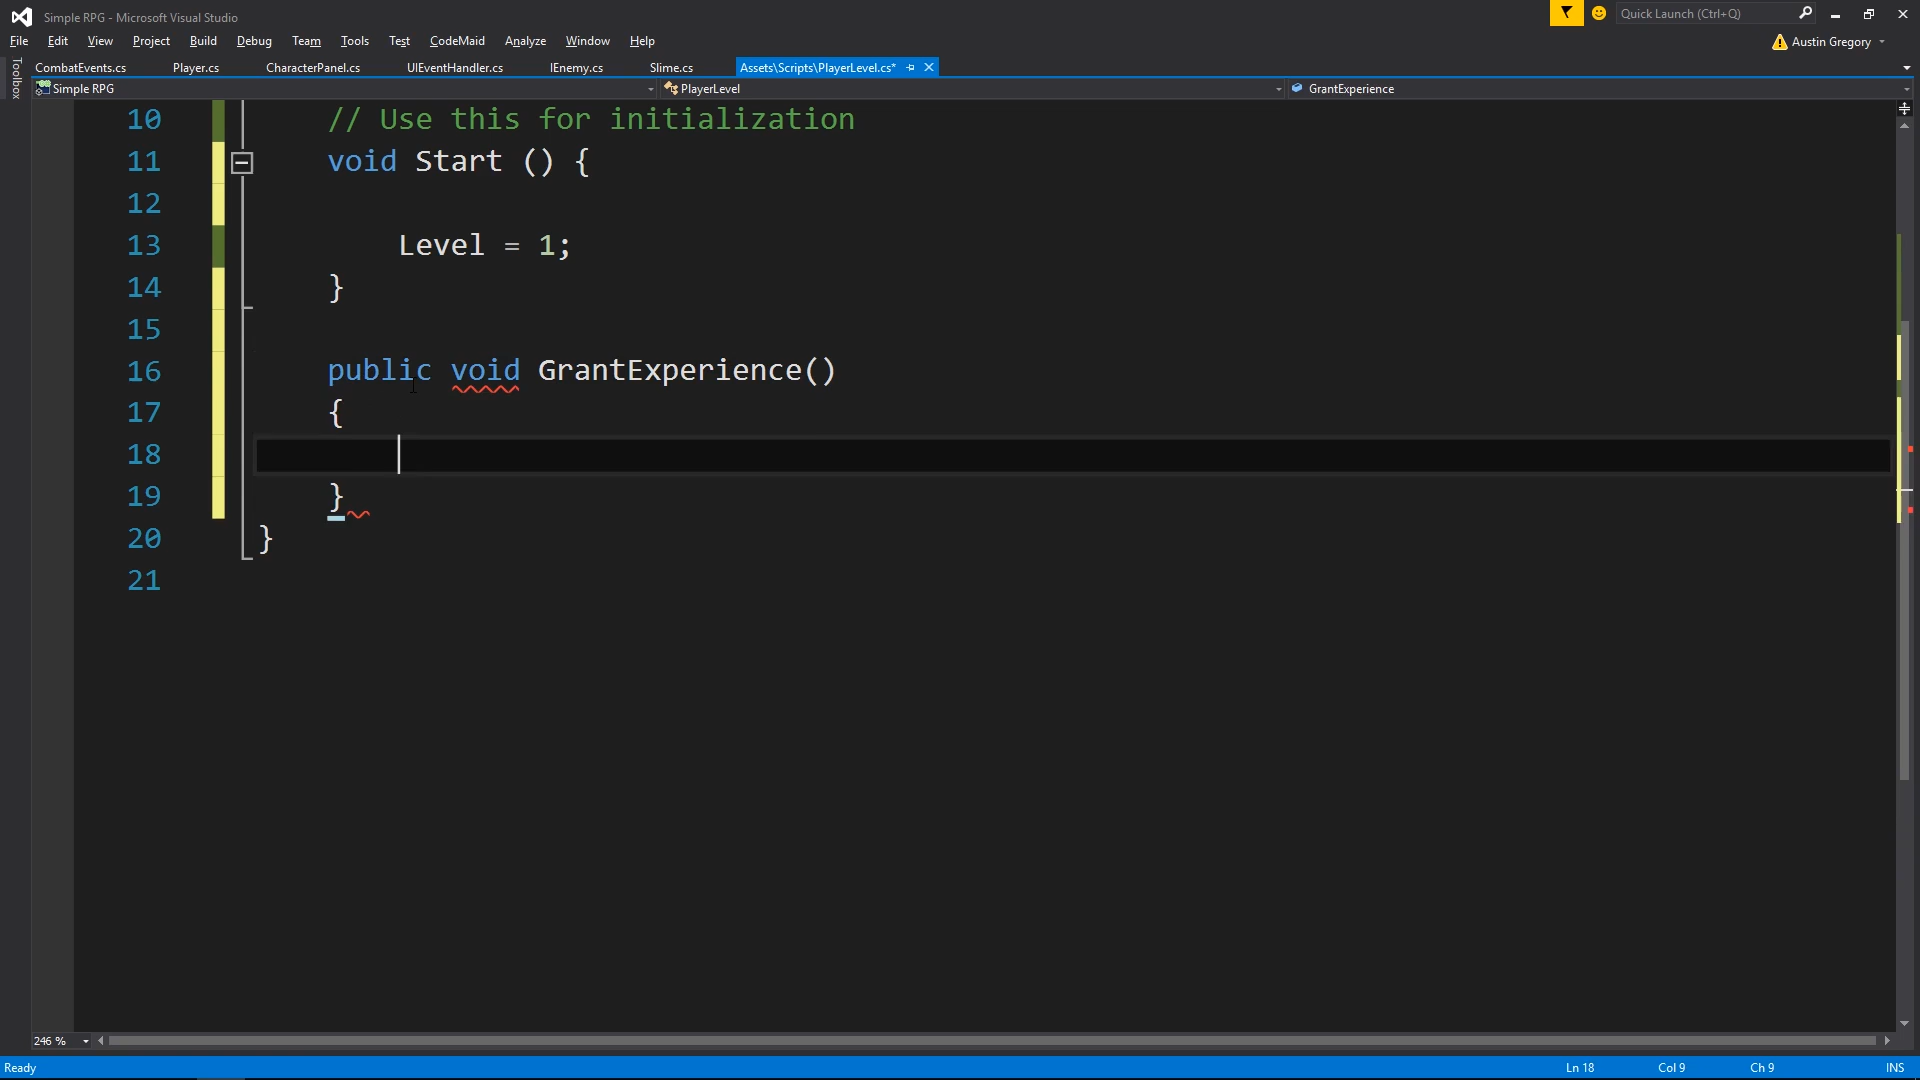 Simple RPG - Microsoft Visual Studio
Quick Launch (Ctrl+Q)
File Edit View Project Build Debug Team Tools Test CodeMaid Analyze Window Help
Austin Gregory
Toolbox
CombatEvents.cs Player.cs CharacterPanel.cs UIEventHandler.cs IEnemy.cs Slime.cs Assets\Scripts\PlayerLevel.cs*
Simple RPG PlayerLevel GrantExperience
10 // Use this for initialization
11 void Start () {
12
13 Level = 1;
14 }
15
16 public void GrantExperience()
17 {
18
19 }
20 }
21
246 %
Ready Ln 18 Col 9 Ch 9 INS